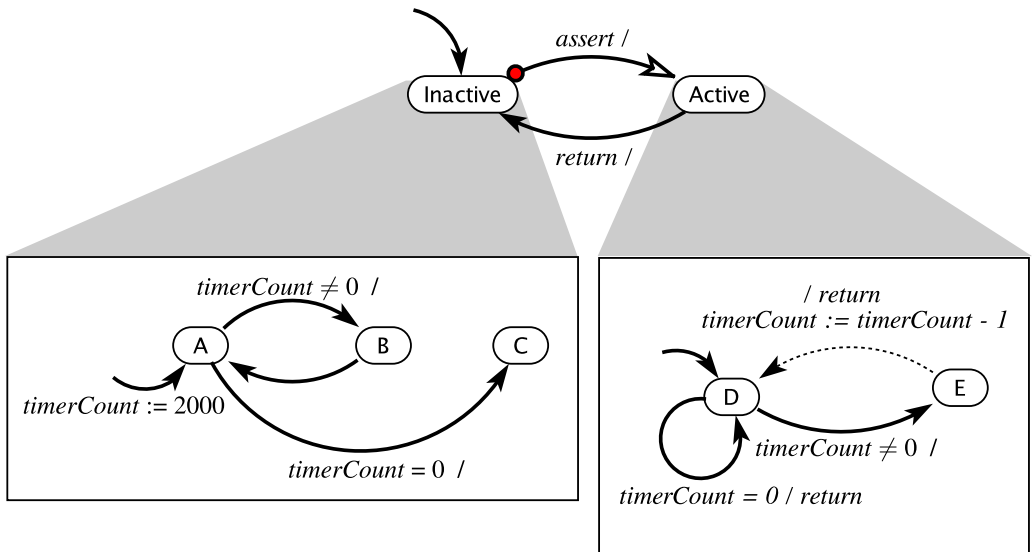 assert /
Inactive
Active
return /
timerCount ≠ 0 /
A
B
C
timerCount := 2000
timerCount = 0 /
/ return
timerCount := timerCount - 1
D
E
timerCount ≠ 0 /
timerCount = 0 / return